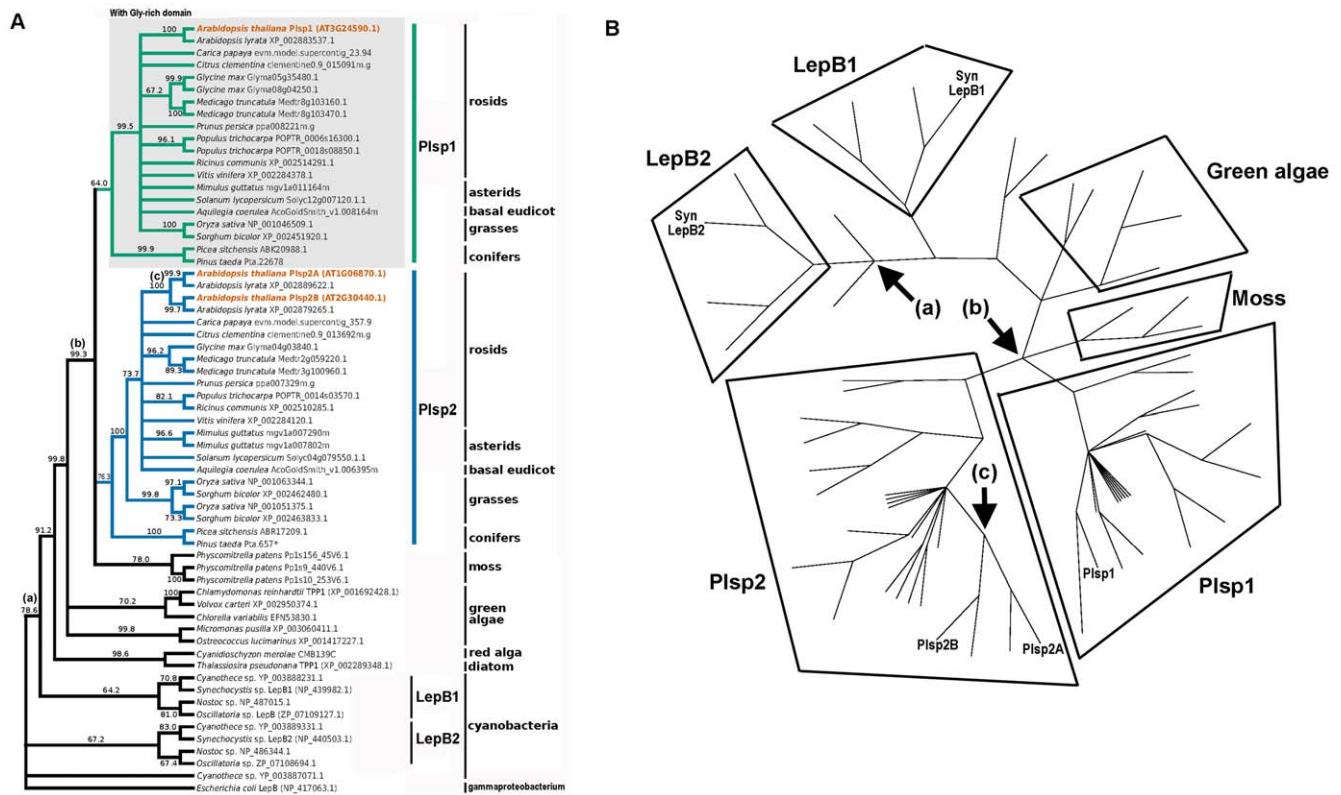 A
With Gly-rich domain
100
Arabidopsis thaliana Plsp1 (AT3G24590.1)
Arabidopsis lyrata XP_002883537.1
Carica papaya evm.model.supercontig_23.94
Citrus clementina clementine0.9_015091m.g
99.9
Glycine max Glyma05g35480.1
Glycine max Glyma08g04250.1
67.2
Medicago truncatula Medtr8g103160.1
100
Medicago truncatula Medtr8g103470.1
rosids
Prunus persica ppa008221m.g
99.5
96.1
Populus trichocarpa POPTR_0006s16300.1
Populus trichocarpa POPTR_0018s08850.1
Plsp1
Ricinus communis XP_002514291.1
Vitis vinifera XP_002284378.1
64.0
Mimulus guttatus mgv1a011164m
asterids
Solanum lycopersicum Solyc12g007120.1.1
Aquilegia coerulea AcoGoldSmith_v1.008164m
basal eudicot
100
Oryza sativa NP_001046509.1
grasses
Sorghum bicolor XP_002451920.1
99.9
Picea sitchensis ABK20988.1
conifers
Pinus taeda Pta.22678
(c)
99.9
Arabidopsis thaliana Plsp2A (AT1G06870.1)
100
Arabidopsis lyrata XP_002889622.1
Arabidopsis thaliana Plsp2B (AT2G30440.1)
99.7
Arabidopsis lyrata XP_002879265.1
Carica papaya evm.model.supercontig_357.9
Citrus clementina clementine0.9_013692m.g
(b)
99.3
96.2
Glycine max Glyma04g03840.1
rosids
Medicago truncatula Medtr2g059220.1
89.3
Medicago truncatula Medtr3g100960.1
73.7
Prunus persica ppa007329m.g
82.1
Populus trichocarpa POPTR_0014s03570.1
Plsp2
Ricinus communis XP_002510285.1
Vitis vinifera XP_002284120.1
100
96.6
Mimulus guttatus mgv1a007290m
Mimulus guttatus mgv1a007802m
asterids
Solanum lycopersicum Solyc04g079550.1.1
99.8
76.3
Aquilegia coerulea AcoGoldSmith_v1.006395m
basal eudicot
97.1
Oryza sativa NP_001063344.1
99.8
Sorghum bicolor XP_002462480.1
grasses
Oryza sativa NP_001051375.1
73.3
Sorghum bicolor XP_002463833.1
100
Picea sitchensis ABR17209.1
conifers
Pinus taeda Pta.657*
91.2
78.0
Physcomitrella patens Pp1s156_45V6.1
Physcomitrella patens Pp1s9_440V6.1
moss
100
Physcomitrella patens Pp1s10_253V6.1
100
Chlamydomonas reinhardtii TPP1 (XP_001692428.1)
(a)
78.6
70.2
Volvox carteri XP_002950374.1
green
Chlorella variabilis EFN53830.1
algae
99.8
Micromonas pusilla XP_003060411.1
Ostreococcus lucimarinus XP_001417227.1
98.6
Cyanidioschyzon merolae CMB139C
red alga
Thalassiosira pseudonana TPP1 (XP_002289348.1)
diatom
70.8
Cyanothece sp. YP_003888231.1
64.2
Synechocystis sp. LepB1 (NP_439982.1)
LepB1
Nostoc sp. NP_487015.1
81.0
Oscillatoria sp. LepB (ZP_07109127.1)
83.0
Cyanothece sp. YP_003889331.1
cyanobacteria
67.2
Synechocystis sp. LepB2 (NP_440503.1)
LepB2
Nostoc sp. NP_486344.1
67.4
Oscillatoria sp. ZP_07108694.1
Cyanothece sp. YP_003887071.1
Escherichia coli LepB (NP_417063.1)
gammaproteobacterium
B
LepB1
Syn
LepB1
LepB2
Syn
LepB2
Green algae
Moss
(a)
(b)
(c)
Plsp2
Plsp2B
Plsp2A
Plsp1
Plsp1